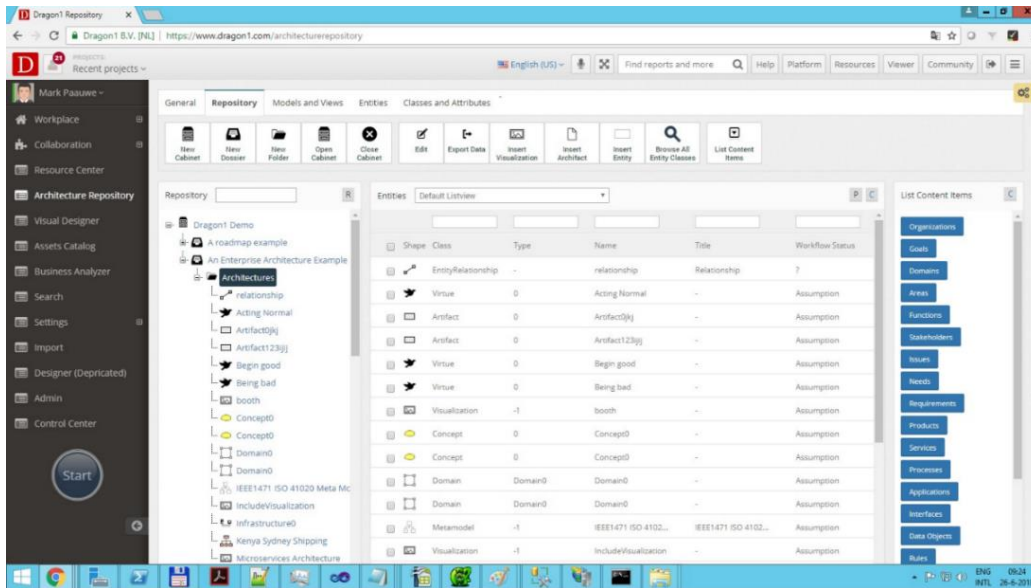 Dragon1 Repository
Dragon1 B.V. [NL] https://www.dragon1.com/architecturerepository
D 21 PROJECTS: Recent projects English (US) Find reports and more Help Platform Resources Viewer Community
Mark Paauwe
Workplace
Collaboration
Resource Center
Architecture Repository
Visual Designer
Assets Catalog
Business Analyzer
Search
Settings
Import
Designer (Depricated)
Admin
Control Center
Start
General Repository Models and Views Entities Classes and Attributes
New Cabinet
New Dossier
New Folder
Open Cabinet
Close Cabinet
Edit
Export Data
Insert Visualization
Insert Architect
Insert Entity
Browse All Entity Classes
List Content Items
Repository R
Dragon1 Demo
A roadmap example
An Enterprise Architecture Example
Architectures
relationship
Acting Normal
Artifact0jkj
Artifact123ijij
Begin good
Being bad
booth
Concept0
Concept0
Domain0
Domain0
IEEE1471 ISO 41020 Meta Mo
IncludeVisualization
Infrastructure0
Kenya Sydney Shipping
Microservices Architecture
Entities Default Listview P C
Shape Class Type Name Title Workflow Status
EntityRelationship - relationship Relationship ?
Virtue 0 Acting Normal - Assumption
Artifact 0 Artifact0jkj - Assumption
Artifact 0 Artifact123ijij - Assumption
Virtue 0 Begin good - Assumption
Virtue 0 Being bad - Assumption
Visualization -1 booth - Assumption
Concept 0 Concept0 - Assumption
Concept 0 Concept0 - Assumption
Domain Domain0 Domain0 - Assumption
Domain Domain0 Domain0 - Assumption
Metamodel -1 IEEE1471 ISO 4102... IEEE1471 ISO 4102... Assumption
Visualization -1 IncludeVisualization - Assumption
List Content Items C
Organizations
Goals
Domains
Areas
Functions
Stakeholders
Issues
Needs
Requirements
Products
Services
Processes
Applications
Interfaces
Data Objects
Rules
ENG 09:24
INTL 26-8-201